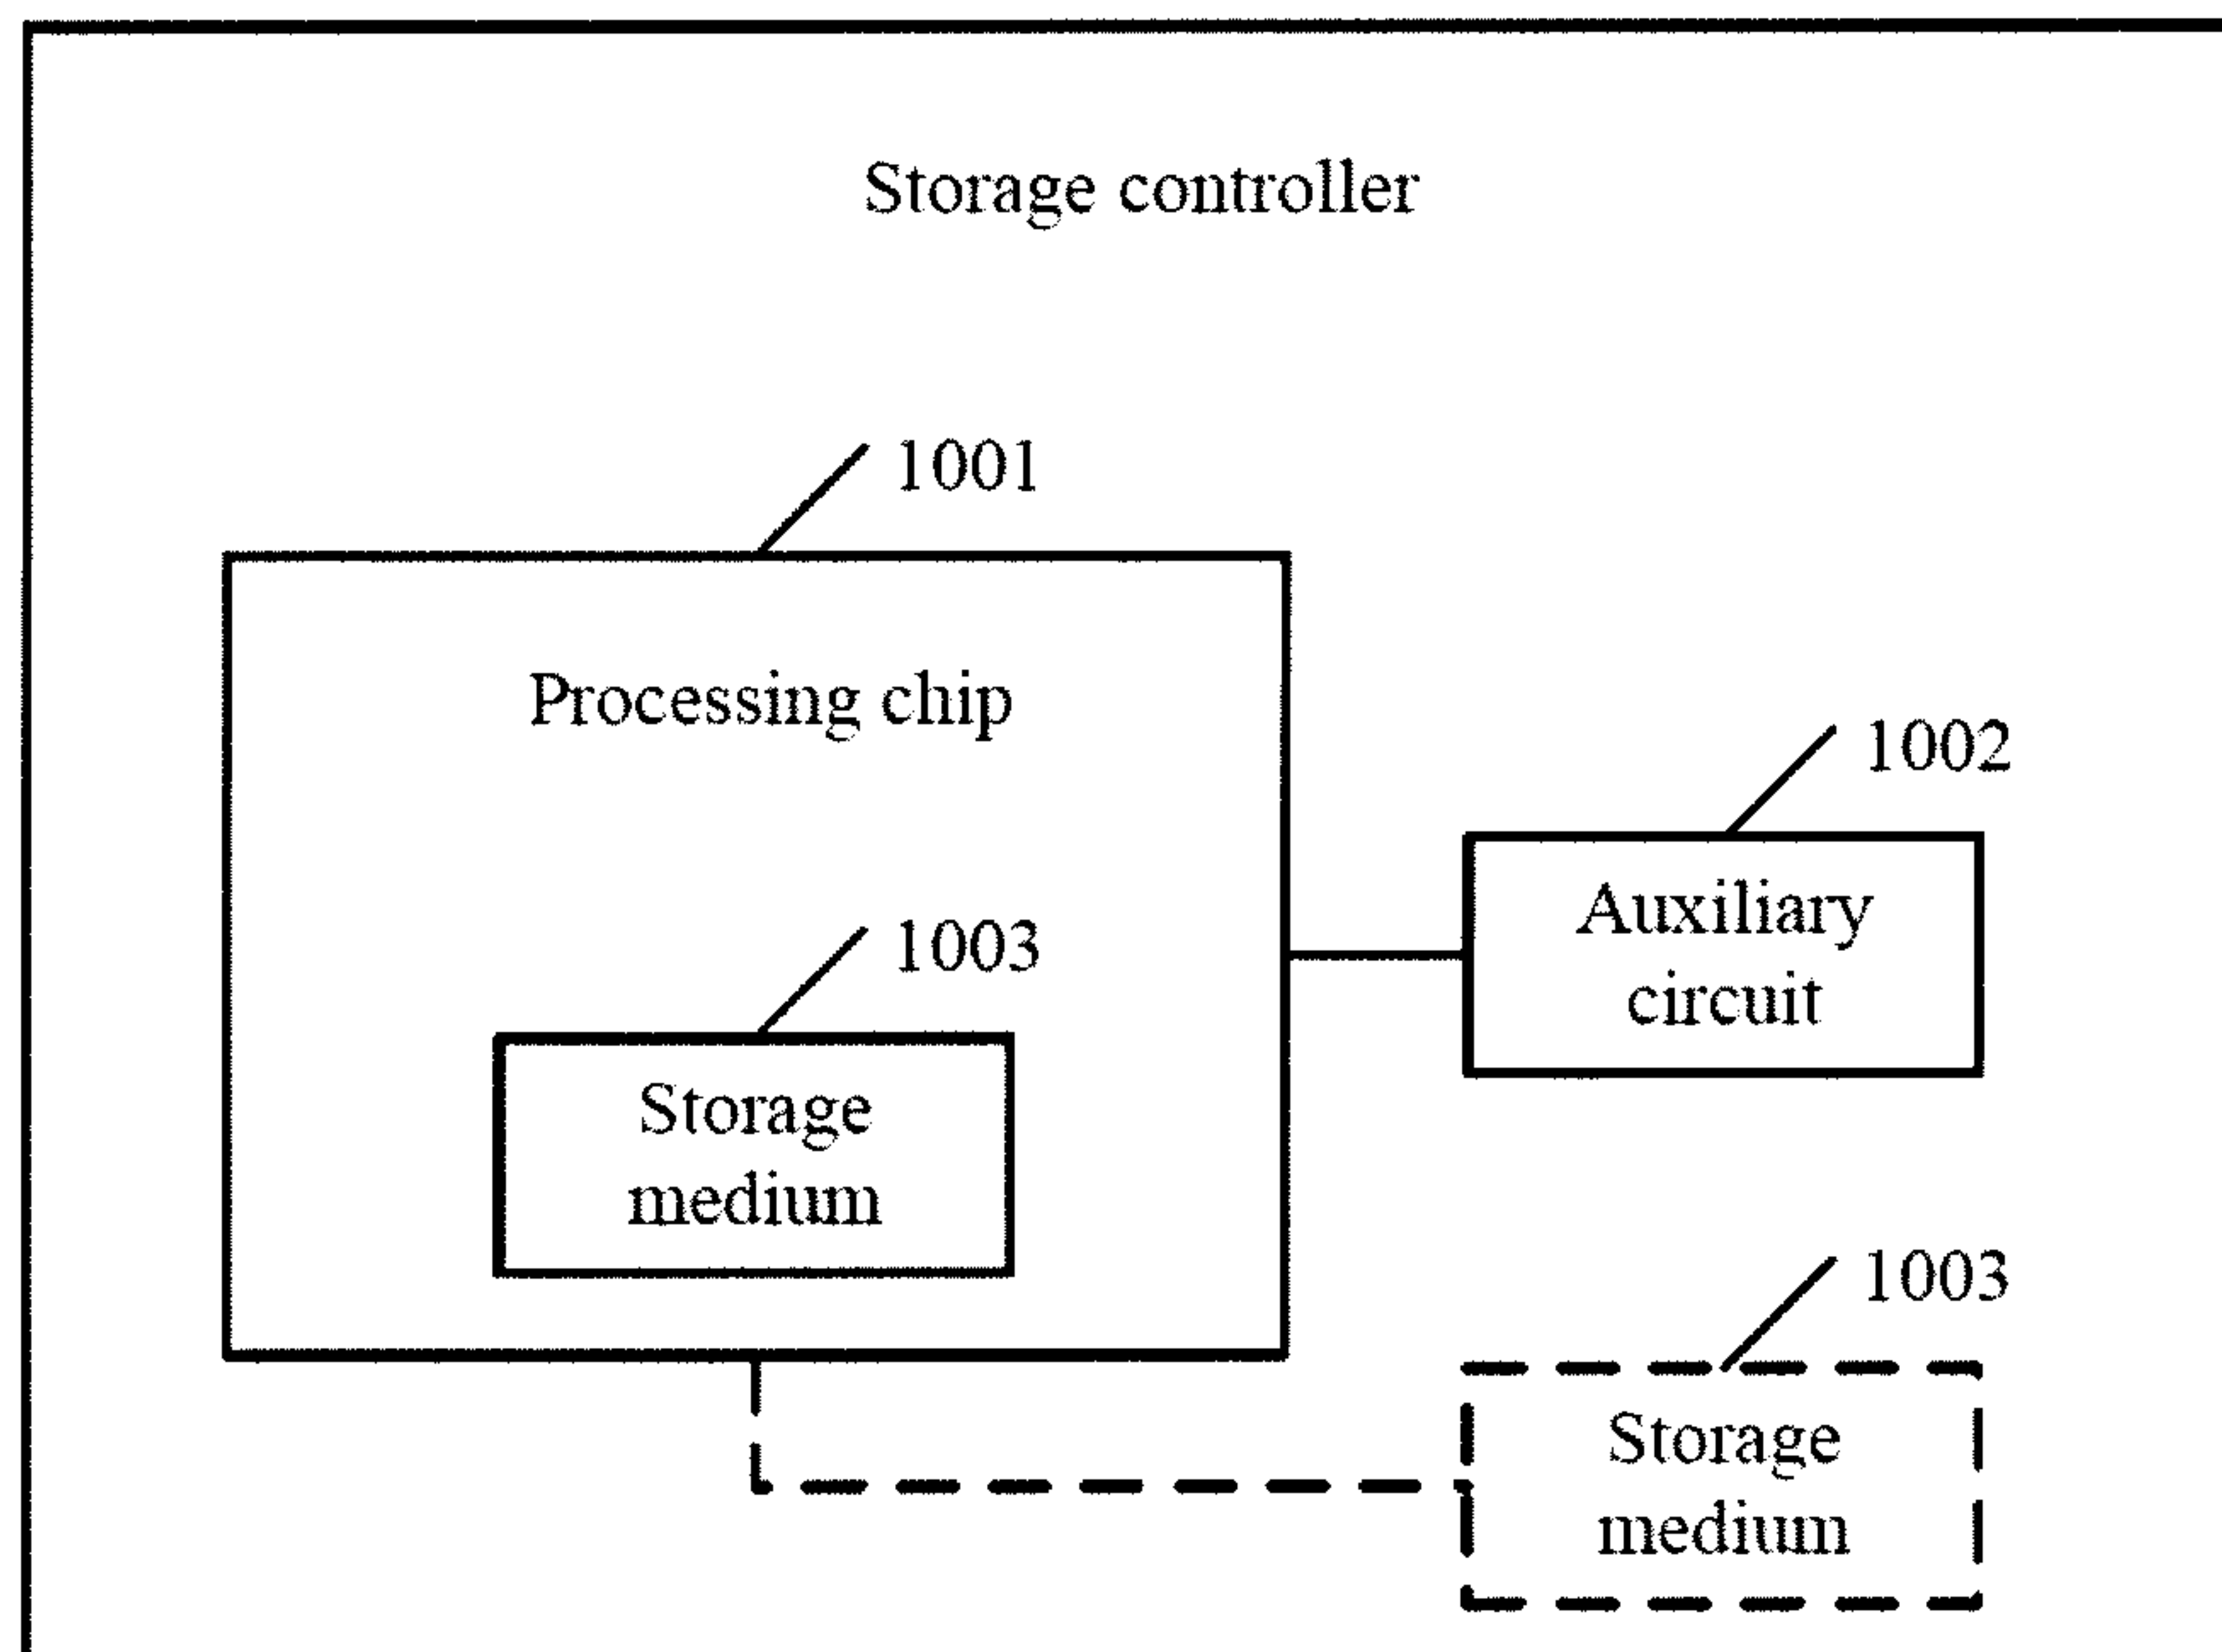 Storage controller
1001
Processing chip
1002
Auxiliary
circuit
1003
Storage
medium
1003
Storage
medium